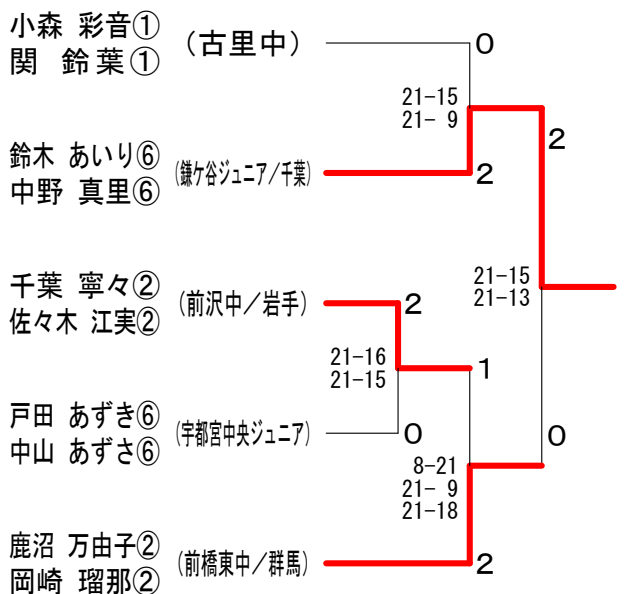 小森 彩音①
関 鈴葉①
(古里中)
0
21-15
21- 9
2
鈴木 あいり⑥
中野 真里⑥
(鎌ケ谷ジュニア/千葉)
2
21-15
21-13
千葉 寧々②
佐々木 江実②
(前沢中/岩手)
2
21-16
21-15
1
戸田 あずき⑥
中山 あずさ⑥
(宇都宮中央ジュニア)
0
0
8-21
21- 9
21-18
鹿沼 万由子②
岡崎 瑠那②
(前橋東中/群馬)
2